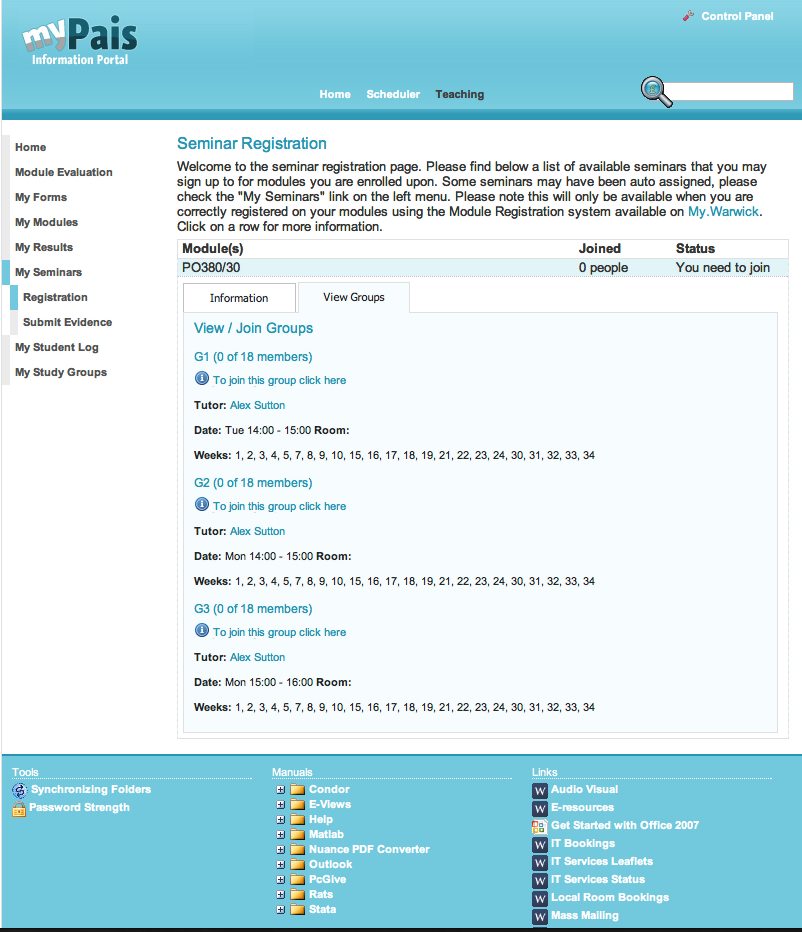 myPais
Information Portal
Control Panel
Home Scheduler Teaching
Home
Module Evaluation
My Forms
My Modules
My Results
My Seminars
Registration
Submit Evidence
My Student Log
My Study Groups
Seminar Registration
Welcome to the seminar registration page. Please find below a list of available seminars that you may
sign up to for modules you are enrolled upon. Some seminars may have been auto assigned, please
check the "My Seminars" link on the left menu. Please note this will only be available when you are
correctly registered on your modules using the Module Registration system available on My.Warwick.
Click on a row for more information.
Module(s) Joined Status
PO380/30 0 people You need to join
Information View Groups
View / Join Groups
G1 (0 of 18 members)
To join this group click here
Tutor: Alex Sutton
Date: Tue 14:00 - 15:00 Room:
Weeks: 1, 2, 3, 4, 5, 7, 8, 9, 10, 15, 16, 17, 18, 19, 21, 22, 23, 24, 30, 31, 32, 33, 34
G2 (0 of 18 members)
To join this group click here
Tutor: Alex Sutton
Date: Mon 14:00 - 15:00 Room:
Weeks: 1, 2, 3, 4, 5, 7, 8, 9, 10, 15, 16, 17, 18, 19, 21, 22, 23, 24, 30, 31, 32, 33, 34
G3 (0 of 18 members)
To join this group click here
Tutor: Alex Sutton
Date: Mon 15:00 - 16:00 Room:
Weeks: 1, 2, 3, 4, 5, 7, 8, 9, 10, 15, 16, 17, 18, 19, 21, 22, 23, 24, 30, 31, 32, 33, 34
Tools
Synchronizing Folders
Password Strength
Manuals
Condor
E-Views
Help
Matlab
Nuance PDF Converter
Outlook
PcGive
Rats
Stata
Links
W Audio Visual
W E-resources
Get Started with Office 2007
W IT Bookings
W IT Services Leaflets
W IT Services Status
W Local Room Bookings
W Mass Mailing